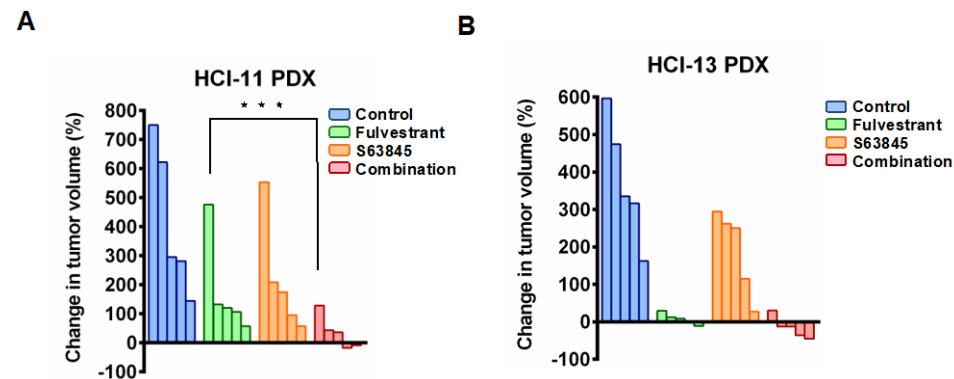 A
HCI-11 PDX
* * *
Change in tumor volume (%)
800
700
600
500
400
300
200
100
0
-100
Control
Fulvestrant
S63845
Combination
B
HCI-13 PDX
Change in tumor volume (%)
600
500
400
300
200
100
0
-100
Control
Fulvestrant
S63845
Combination